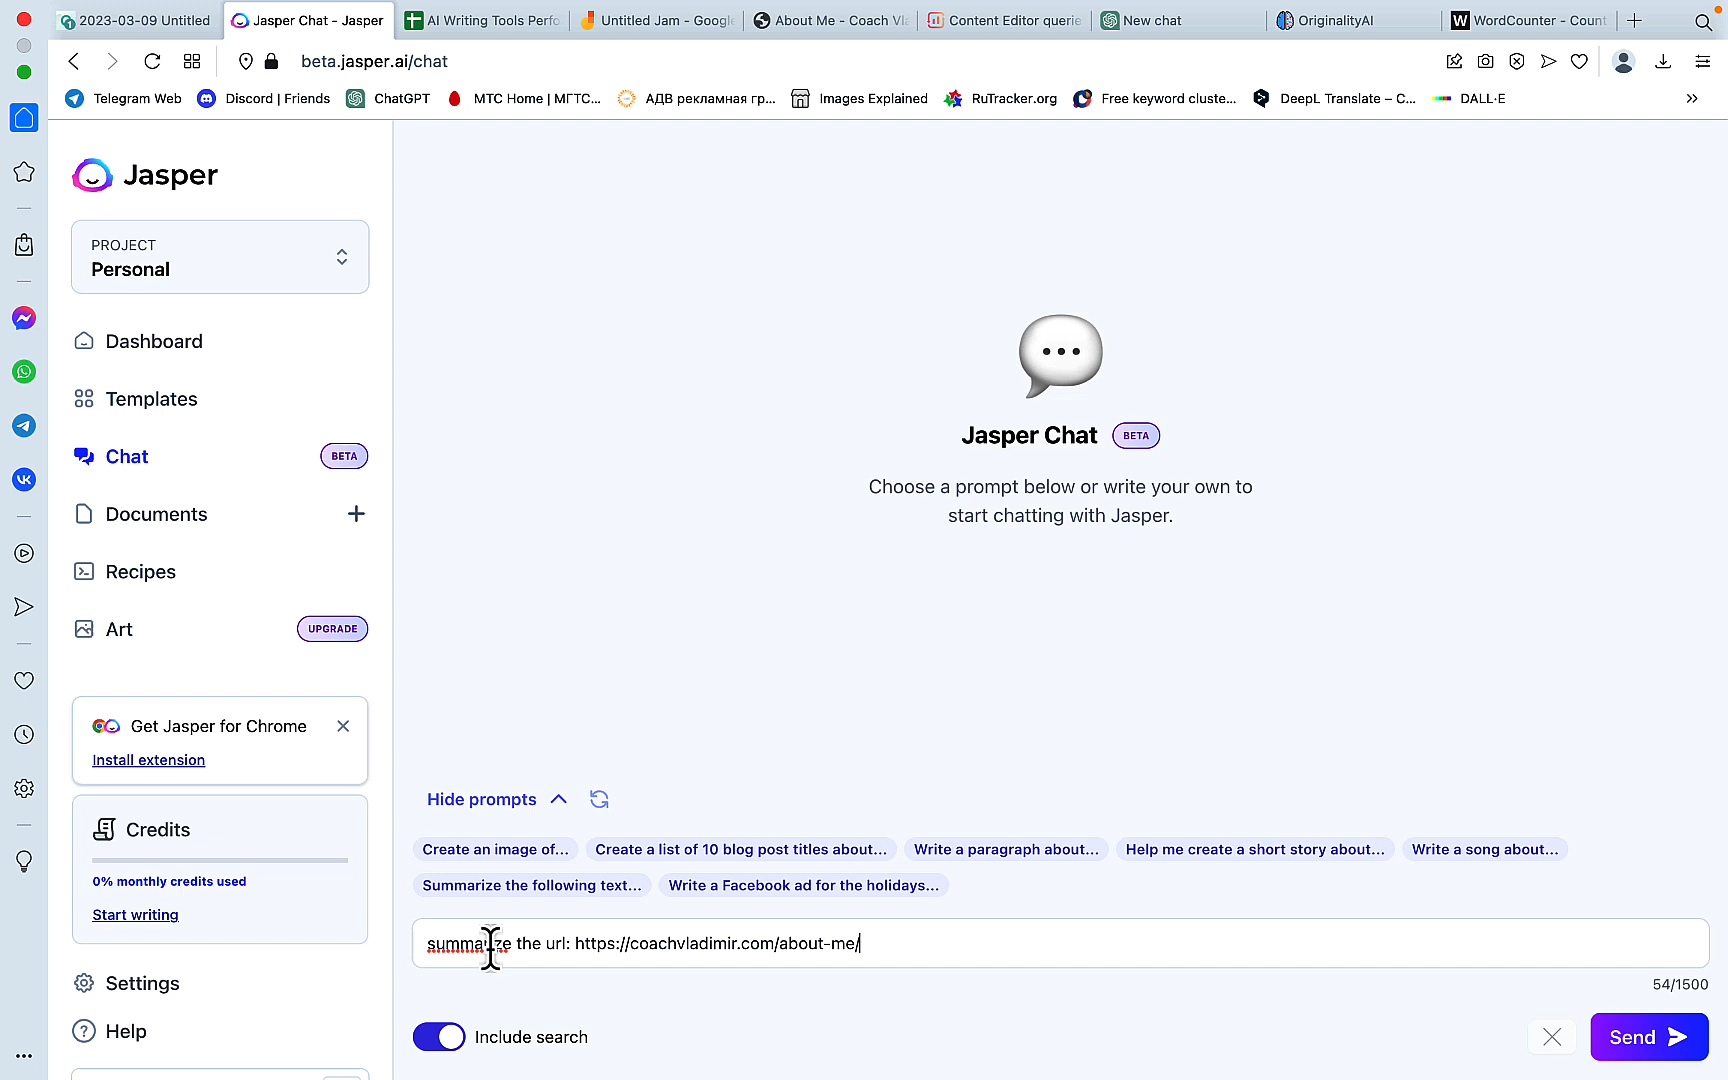 2023-03-09 Untitled
Jasper Chat - Jasper
AI Writing Tools Perfo
Untitled Jam - Google
About Me - Coach Vla
Content Editor querie
New chat
OriginalityAI
WordCounter - Count
beta.jasper.ai/chat
Telegram Web
Discord | Friends
ChatGPT
МТС Home | МГТС...
АДВ рекламная гр...
Images Explained
RuTracker.org
Free keyword cluste...
DeepL Translate – C...
DALL·E
Jasper
PROJECT
Personal
Dashboard
Templates
Chat
BETA
Documents
Recipes
Art
UPGRADE
Get Jasper for Chrome
Install extension
Credits
0% monthly credits used
Start writing
Settings
Help
Jasper Chat
BETA
Choose a prompt below or write your own to
start chatting with Jasper.
Hide prompts
Create an image of...
Create a list of 10 blog post titles about...
Write a paragraph about...
Help me create a short story about...
Write a song about...
Summarize the following text...
Write a Facebook ad for the holidays...
the url: https://coachvladimir.com/about-me/
54/1500
Include search
Send